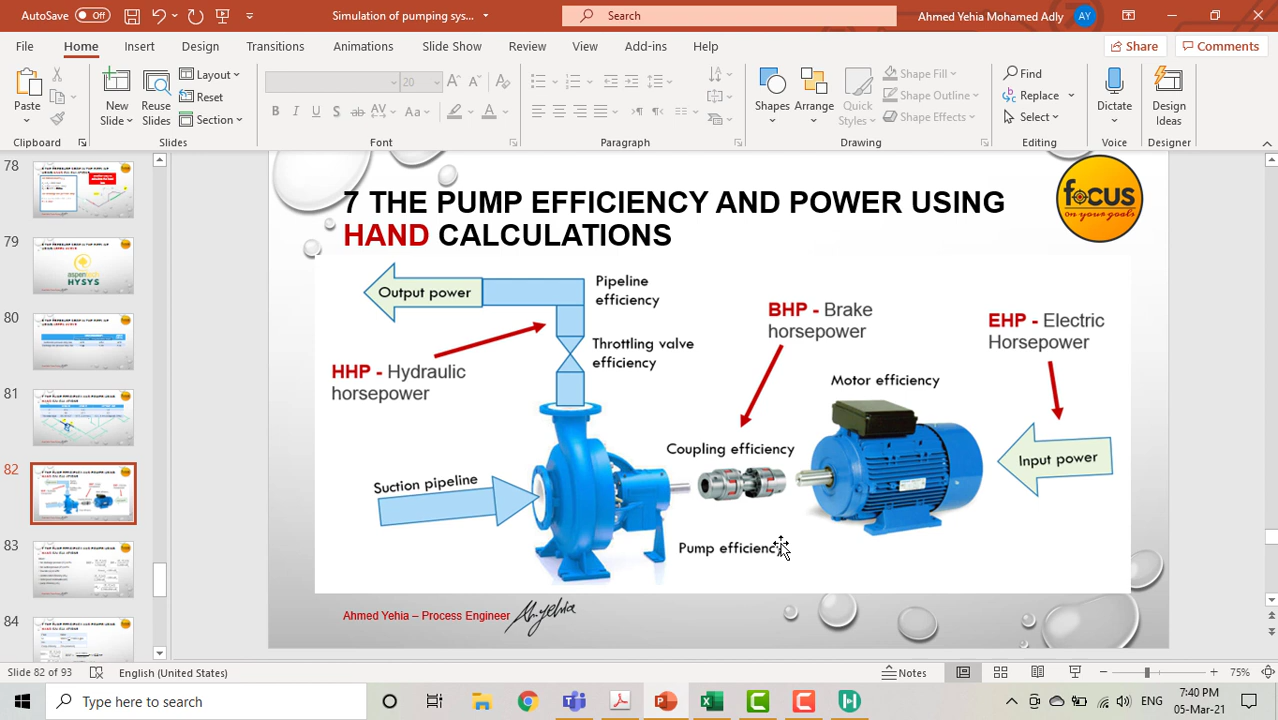 AutoSave Off
Simulation of pumping sys...
Search
Ahmed Yehia Mohamed Adly
AY
File
Home
Insert
Design
Transitions
Animations
Slide Show
Review
View
Add-ins
Help
Share
Comments
Paste
Clipboard
New Slide
Reuse Slides
Layout
Reset
Section
Slides
20
Font
Paragraph
Shapes
Arrange
Quick Styles
Shape Fill
Shape Outline
Shape Effects
Drawing
Find
Replace
Select
Editing
Dictate
Voice
Design Ideas
Designer
78
79
aspentech
HYSYS
80
81
82
83
84
7 THE PUMP EFFICIENCY AND POWER USING
HAND CALCULATIONS
focus
on your goals
Output power
Pipeline
efficiency
Throttling valve
efficiency
HHP - Hydraulic
horsepower
BHP - Brake
horsepower
EHP - Electric
Horsepower
Motor efficiency
Coupling efficiency
Input power
Suction pipeline
Pump efficiency
Ahmed Yehia – Process Engineer
A.Yehia
Slide 82 of 93
English (United States)
Notes
75%
Type here to search
ENG
7:40 PM
05-Mar-21